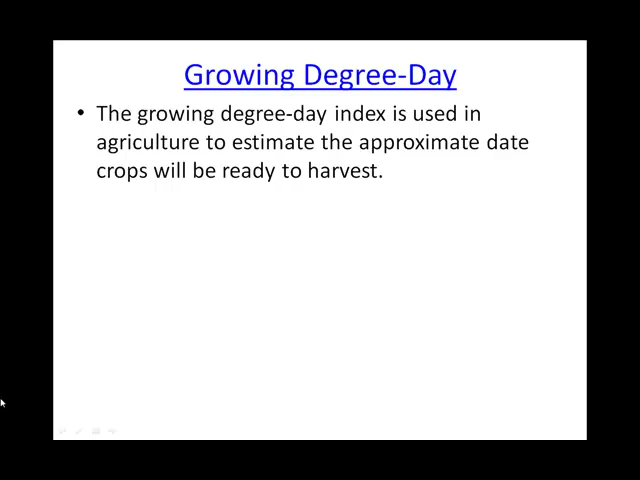 Growing Degree-Day
• The growing degree-day index is used in
agriculture to estimate the approximate date
crops will be ready to harvest.